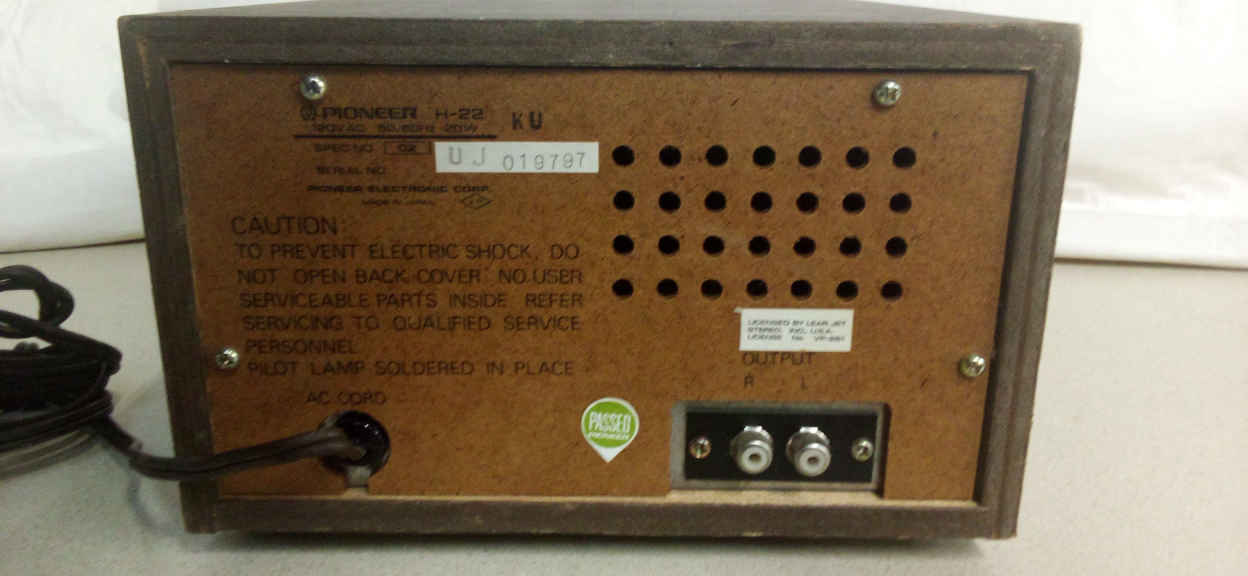 PIONEER H-22 KU
120V.AC 50/60Hz 20W
SPEC NO. 02
UJ 019797
SERIAL NO.
PIONEER ELECTRONIC CORP.
MADE IN JAPAN
CAUTION:
TO PREVENT ELECTRIC SHOCK, DO
NOT OPEN BACK COVER NO USER
SERVICEABLE PARTS INSIDE REFER
SERVICING TO QUALIFIED SERVICE
PERSONNEL
PILOT LAMP SOLDERED IN PLACE
AC CORD
LICENSED BY LEAR JET
STEREO, INC., U.S.A.
LICENSE No.
OUTPUT
R L
PASSED
PIONEER